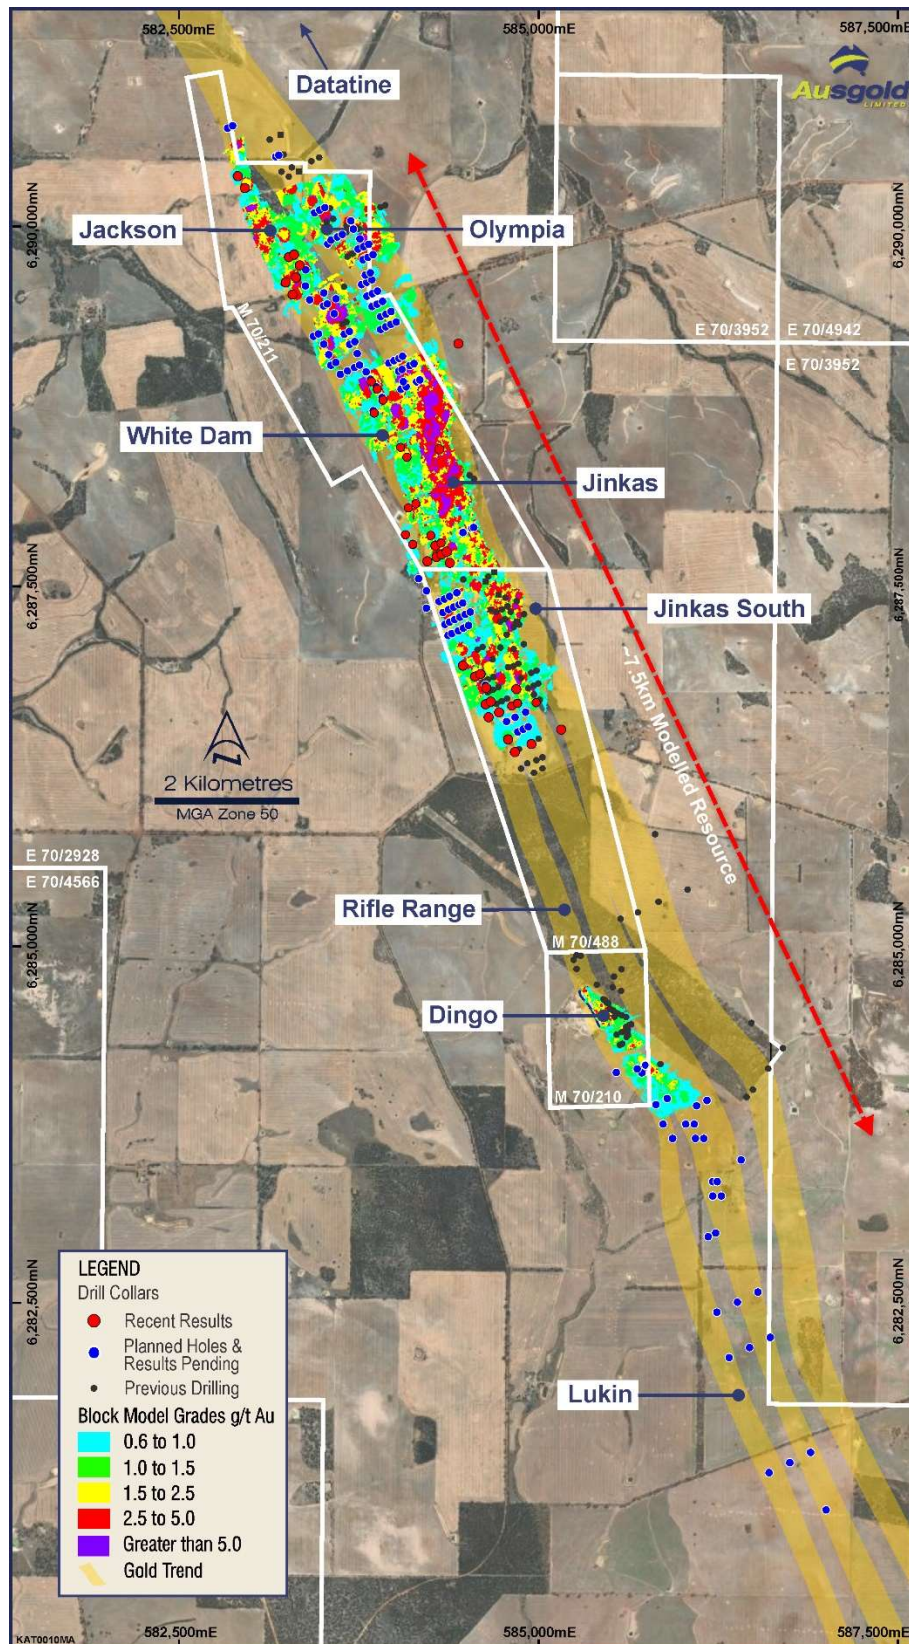 582,500mE
585,000mE
587,500mE
Datatine
Ausgold
LIMITED
6,290,000mN
6,290,000mN
Jackson
Olympia
M 70/211
E 70/3952
E 70/4942
E 70/3952
White Dam
Jinkas
6,287,500mN
6,287,500mN
Jinkas South
~7.5km Modelled Resource
2 Kilometres
MGA Zone 50
E 70/2928
E 70/4566
Rifle Range
M 70/488
6,285,000mN
6,285,000mN
Dingo
M 70/210
6,282,500mN
6,282,500mN
Lukin
LEGEND
Drill Collars
Recent Results
Planned Holes &
Results Pending
Previous Drilling
Block Model Grades g/t Au
0.6 to 1.0
1.0 to 1.5
1.5 to 2.5
2.5 to 5.0
Greater than 5.0
Gold Trend
KAT0010MA
582,500mE
585,000mE
587,500mE